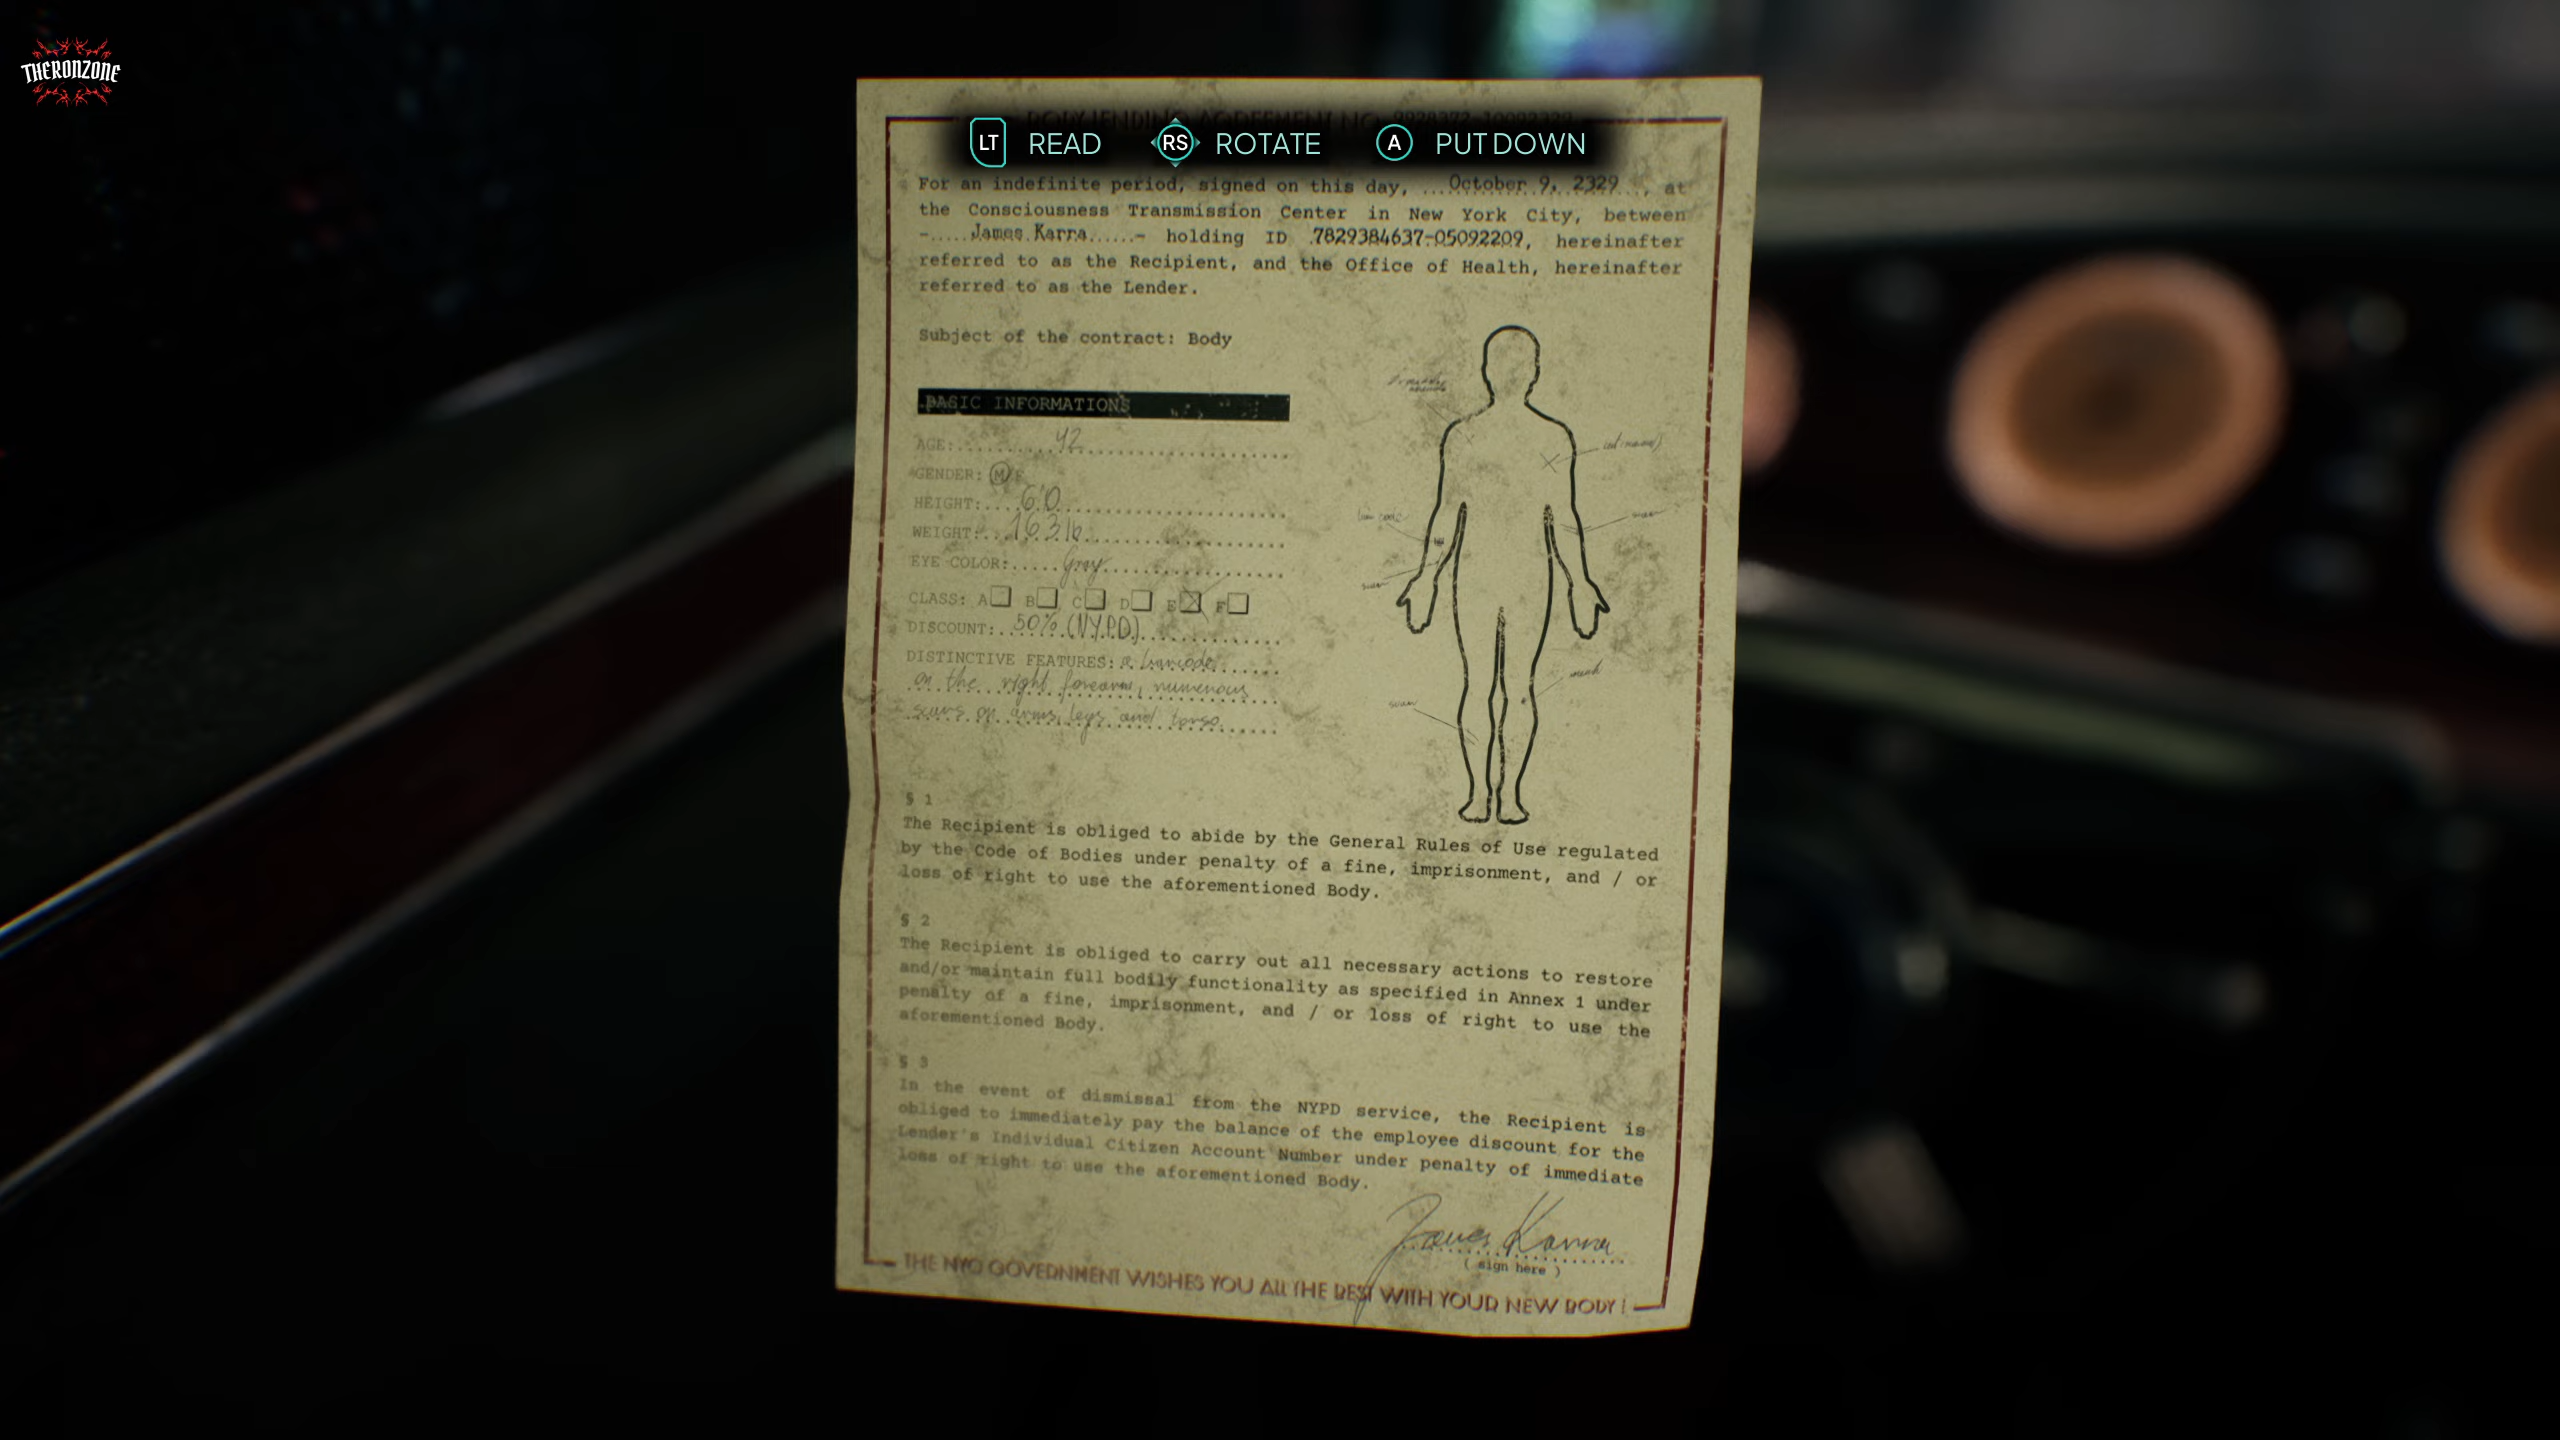 THERONZONE
BODY LENDING AGREEMENT NO.
LT READ RS ROTATE A PUT DOWN
For an indefinite period, signed on this day, ....October 9, 2329..., at
the Consciousness Transmission Center in New York City, between
-.....James Karra......- holding ID .7829384637-05092209, hereinafter
referred to as the Recipient, and the Office of Health, hereinafter
referred to as the Lender.
Subject of the contract: Body
BASIC INFORMATIONS
AGE: 42
GENDER: M/F
HEIGHT: 6'0
WEIGHT: 163 lb
EYE COLOR: Gray
CLASS: A B C D E F
DISCOUNT: 50% (NYPD)
DISTINCTIVE FEATURES: a barcode
on the right forearm, numerous
scars on arms, legs and torso
bar code
scar
scar
scar
§ 1
The Recipient is obliged to abide by the General Rules of Use regulated
by the Code of Bodies under penalty of a fine, imprisonment, and / or
loss of right to use the aforementioned Body.
§ 2
The Recipient is obliged to carry out all necessary actions to restore
and/or maintain full bodily functionality as specified in Annex 1 under
penalty of a fine, imprisonment, and / or loss of right to use the
aforementioned Body.
§ 3
In the event of dismissal from the NYPD service, the Recipient is
obliged to immediately pay the balance of the employee discount for the
Lender's Individual Citizen Account Number under penalty of immediate
loss of right to use the aforementioned Body.
James Karra
( sign here )
THE NYC GOVERNMENT WISHES YOU ALL THE BEST WITH YOUR NEW BODY !